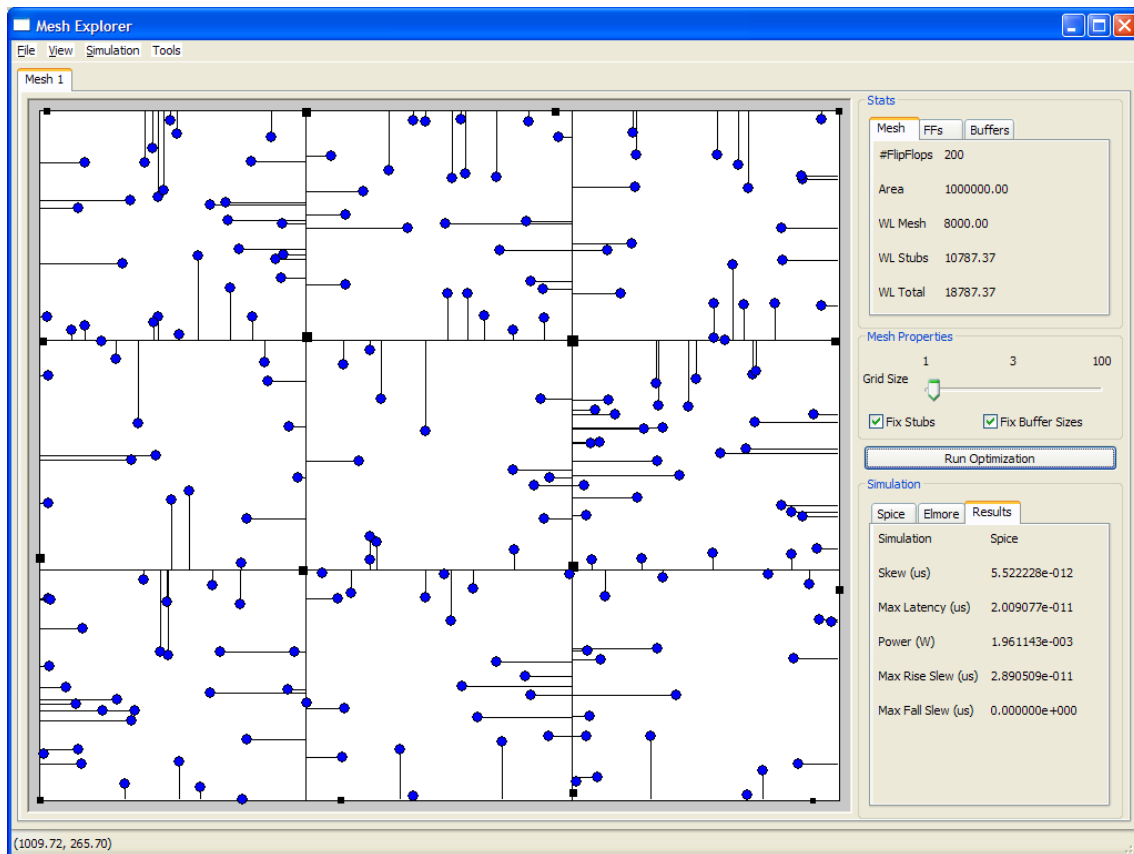 Mesh Explorer
File View Simulation Tools
Mesh 1
Stats
Mesh FFs Buffers
#FlipFlops 200
Area 1000000.00
WL Mesh 8000.00
WL Stubs 10787.37
WL Total 18787.37
Mesh Properties
1 3 100
Grid Size
Fix Stubs Fix Buffer Sizes
Run Optimization
Simulation
Spice Elmore Results
Simulation Spice
Skew (us) 5.522228e-012
Max Latency (us) 2.009077e-011
Power (W) 1.961143e-003
Max Rise Slew (us) 2.890509e-011
Max Fall Slew (us) 0.000000e+000
(1009.72, 265.70)